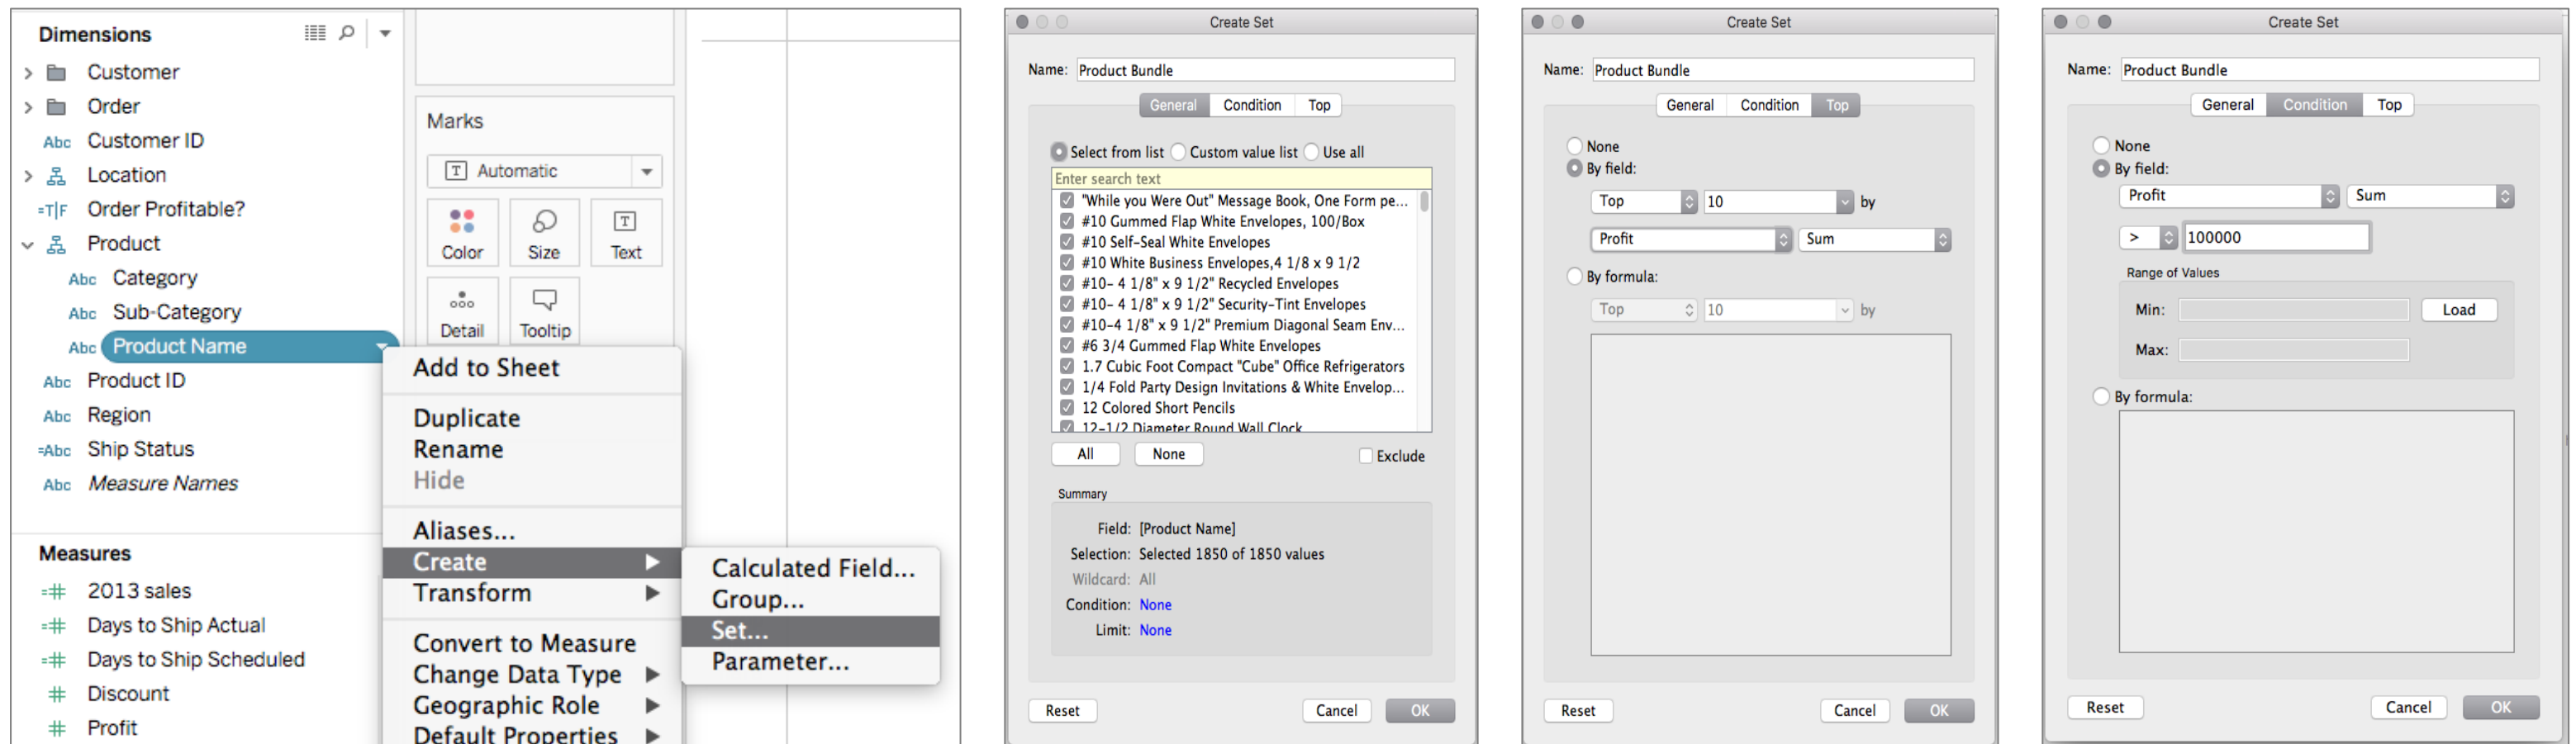 Dimensions
Customer
Order
Abc Customer ID
Location
=T|F Order Profitable?
Product
Abc Category
Abc Sub-Category
Abc Product Name
Abc Product ID
Abc Region
=Abc Ship Status
Abc Measure Names
Measures
=# 2013 sales
=# Days to Ship Actual
=# Days to Ship Scheduled
# Discount
# Profit
Marks
T Automatic
Color Size T Text
Detail Tooltip
Add to Sheet
Duplicate
Rename
Hide
Aliases...
Create
Transform
Convert to Measure
Change Data Type
Geographic Role
Default Properties
Calculated Field...
Group...
Set...
Parameter...
Create Set
Name: Product Bundle
General Condition Top
Select from list Custom value list Use all
Enter search text
"While you Were Out" Message Book, One Form pe...
#10 Gummed Flap White Envelopes, 100/Box
#10 Self-Seal White Envelopes
#10 White Business Envelopes,4 1/8 x 9 1/2
#10- 4 1/8" x 9 1/2" Recycled Envelopes
#10- 4 1/8" x 9 1/2" Security-Tint Envelopes
#10-4 1/8" x 9 1/2" Premium Diagonal Seam Env...
#6 3/4 Gummed Flap White Envelopes
1.7 Cubic Foot Compact "Cube" Office Refrigerators
1/4 Fold Party Design Invitations & White Envelop...
12 Colored Short Pencils
12-1/2 Diameter Round Wall Clock
All None Exclude
Summary
Field: [Product Name]
Selection: Selected 1850 of 1850 values
Wildcard: All
Condition: None
Limit: None
Reset Cancel OK
Create Set
Name: Product Bundle
General Condition Top
None
By field:
Top 10 by
Profit Sum
By formula:
Top 10 by
Reset Cancel OK
Create Set
Name: Product Bundle
General Condition Top
None
By field:
Profit Sum
> 100000
Range of Values
Min: Load
Max:
By formula:
Reset Cancel OK